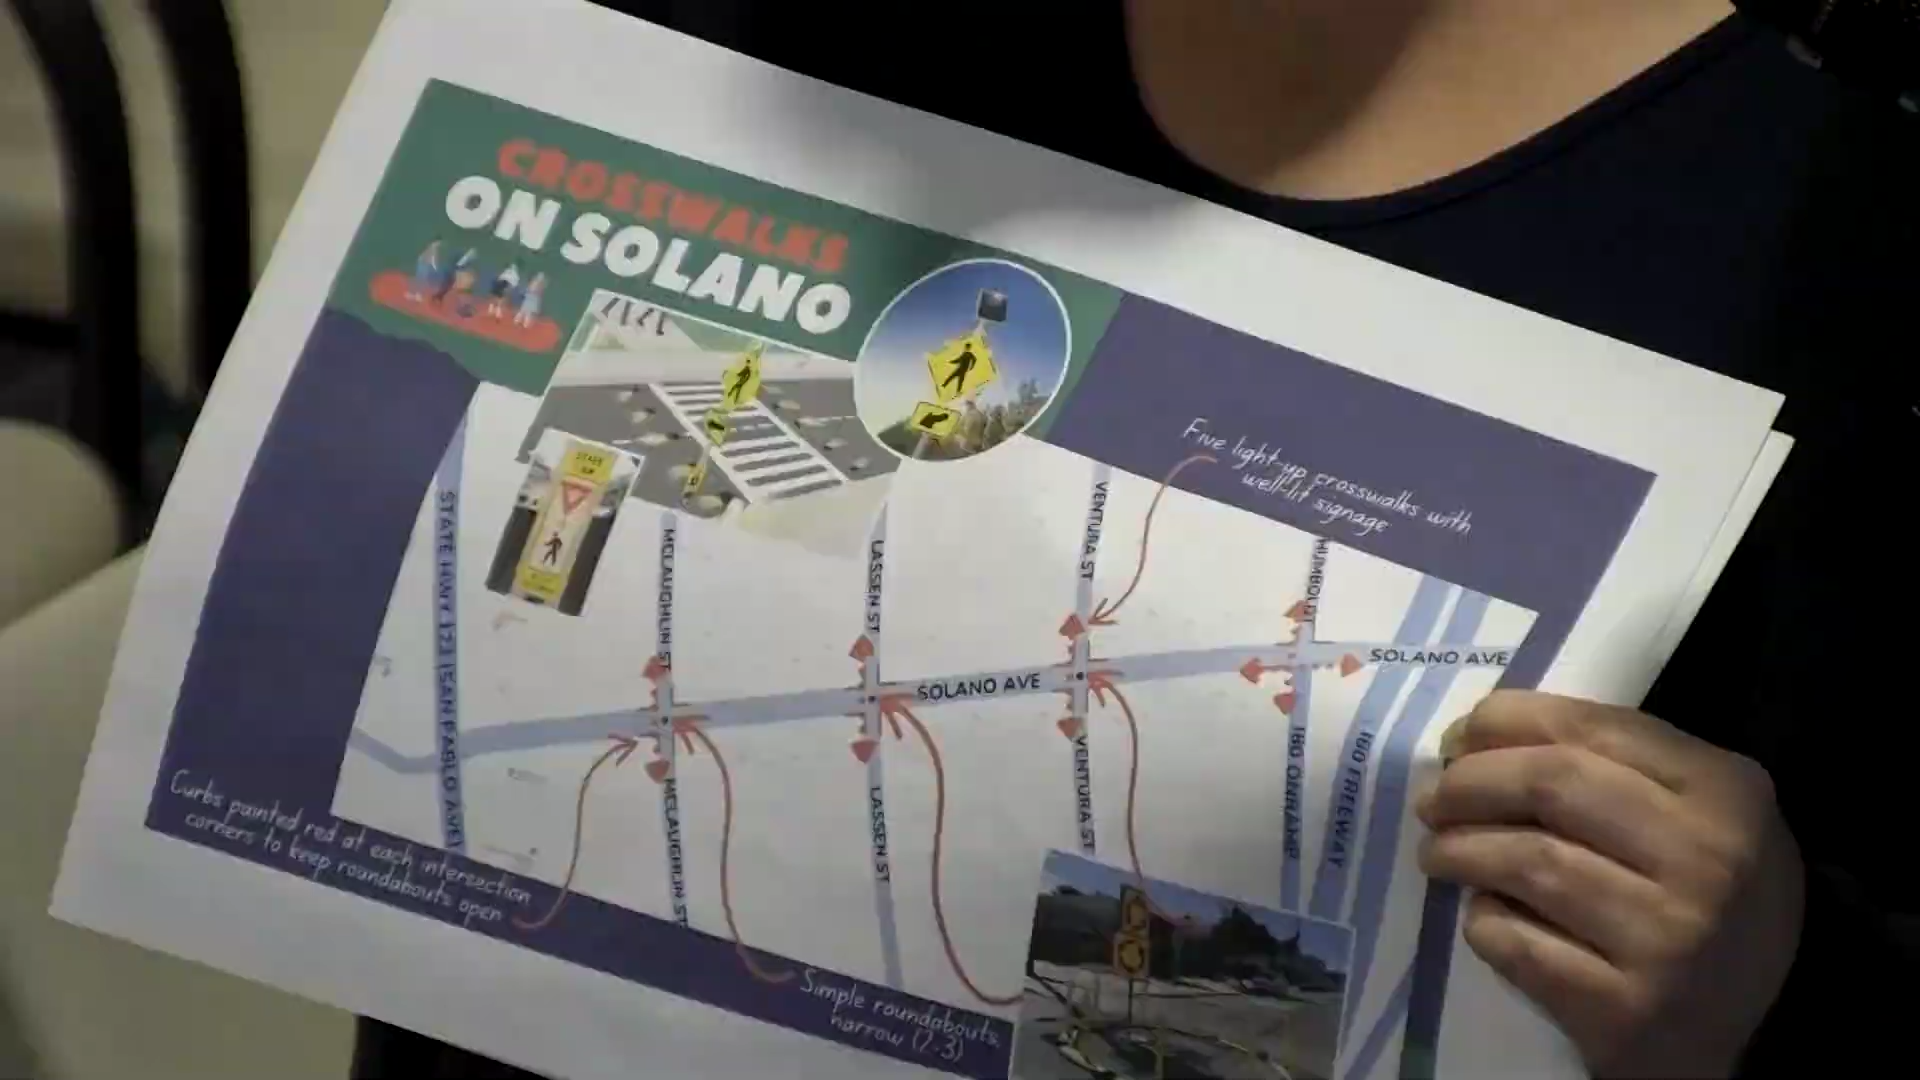 CROSSWALKS
ON SOLANO
Five light-up crosswalks with
well-lit signage
STATE HWY 123 (SAN PABLO AVE)
MCLAUGHLIN ST
LASSEN ST
VENTURA ST
HUMBOLDT
SOLANO AVE
SOLANO AVE
MCLAUGHLIN ST
LASSEN ST
VENTURA ST
I80 ONRAMP
I80 FREEWAY
Curbs painted red at each intersection
corners to keep roundabouts open
Simple roundabouts,
narrow (2-3)